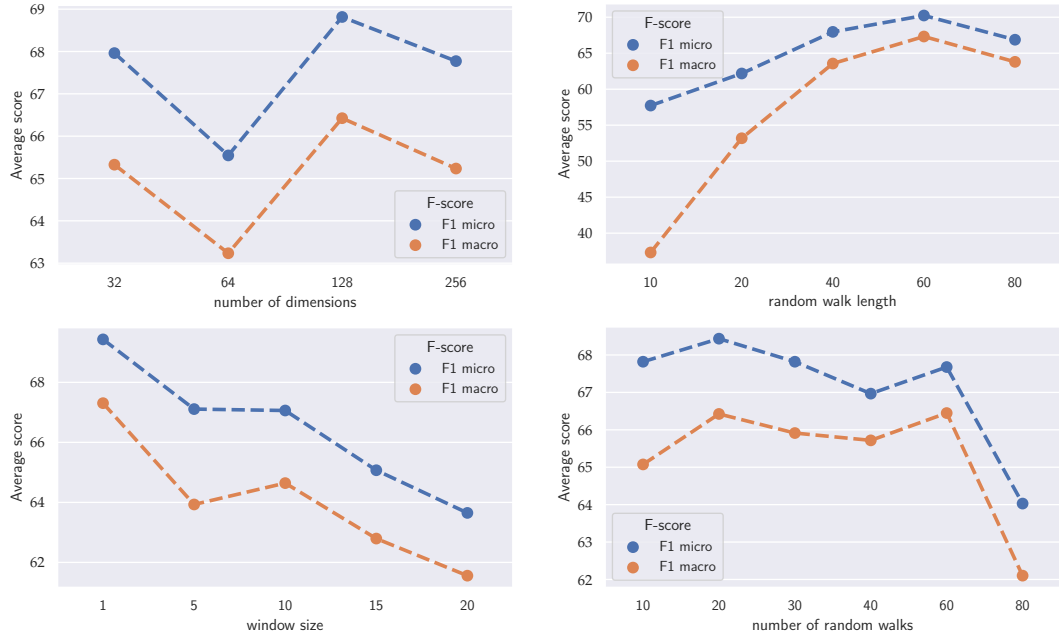 69
68
67
66
65
64
63
Average score
32 64 128 256
number of dimensions
F-score
F1 micro
F1 macro
70
65
60
55
50
45
40
Average score
10 20 40 60 80
random walk length
F-score
F1 micro
F1 macro
68
66
64
62
Average score
1 5 10 15 20
window size
F-score
F1 micro
F1 macro
68
67
66
65
64
63
62
Average score
10 20 30 40 60 80
number of random walks
F-score
F1 micro
F1 macro